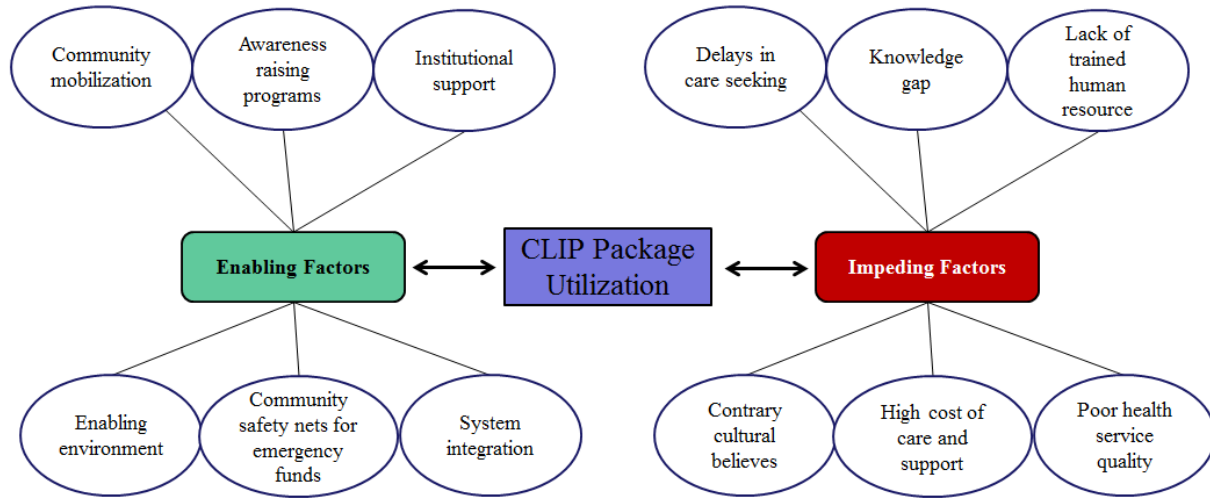 Community
mobilization
Awareness
raising
programs
Institutional
support
Delays in
care seeking
Knowledge
gap
Lack of
trained
human
resource
Enabling Factors
CLIP Package
Utilization
Impeding Factors
Enabling
environment
Community
safety nets for
emergency
funds
System
integration
Contrary
cultural
believes
High cost of
care and
support
Poor health
service
quality